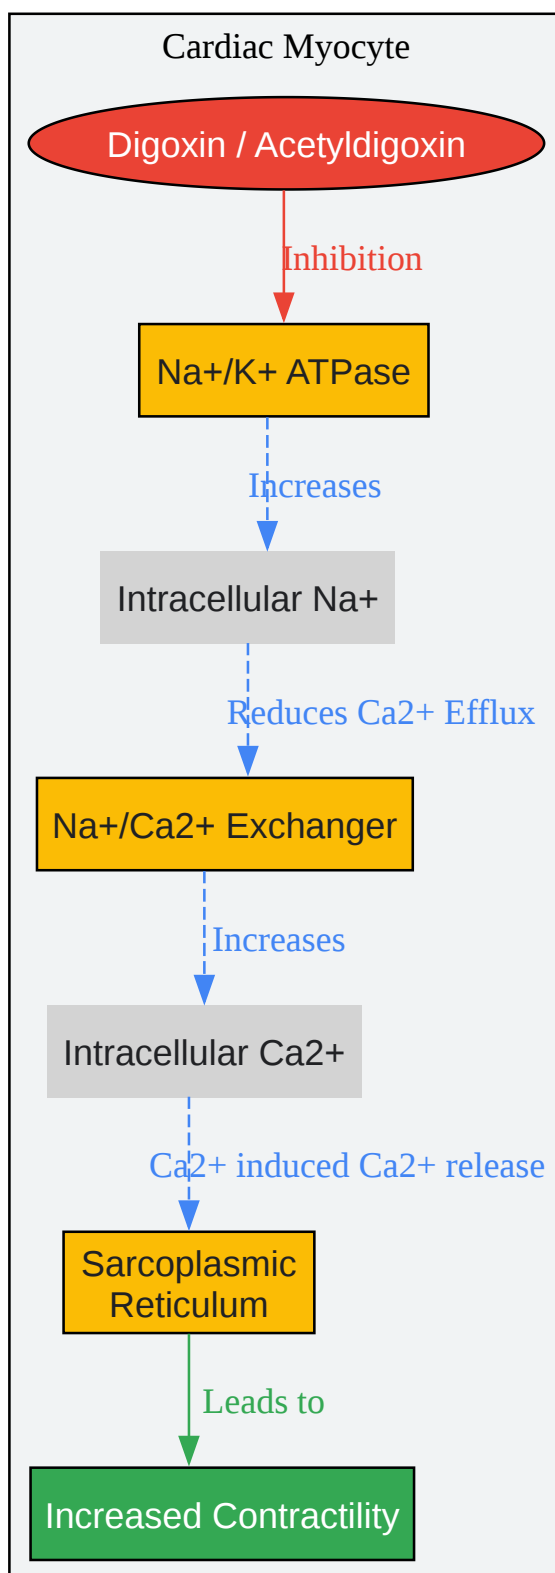 Cardiac Myocyte
Digoxin / Acetyldigoxin
Inhibition
Na+/K+ ATPase
Increases
Intracellular Na+
Reduces Ca2+ Efflux
Na+/Ca2+ Exchanger
Increases
Intracellular Ca2+
Ca2+ induced Ca2+ release
Sarcoplasmic
Reticulum
Leads to
Increased Contractility